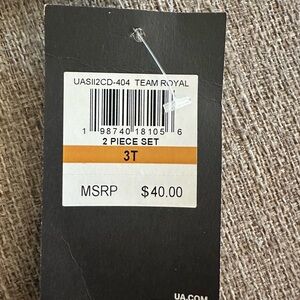 UASII2CD-404 TEAM ROYAL
1 98740 18105 6
2 PIECE SET
3T
MSRP $40.00
UA.COM